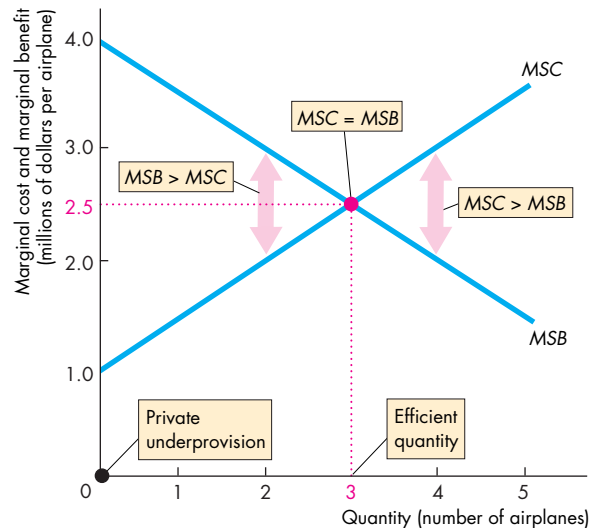 Marginal cost and marginal benefit
(millions of dollars per airplane)
4.0
3.0
2.5
2.0
1.0
0
MSC
MSC = MSB
MSB > MSC
MSC > MSB
MSB
Private
underprovision
Efficient
quantity
1
2
3
4
5
Quantity (number of airplanes)